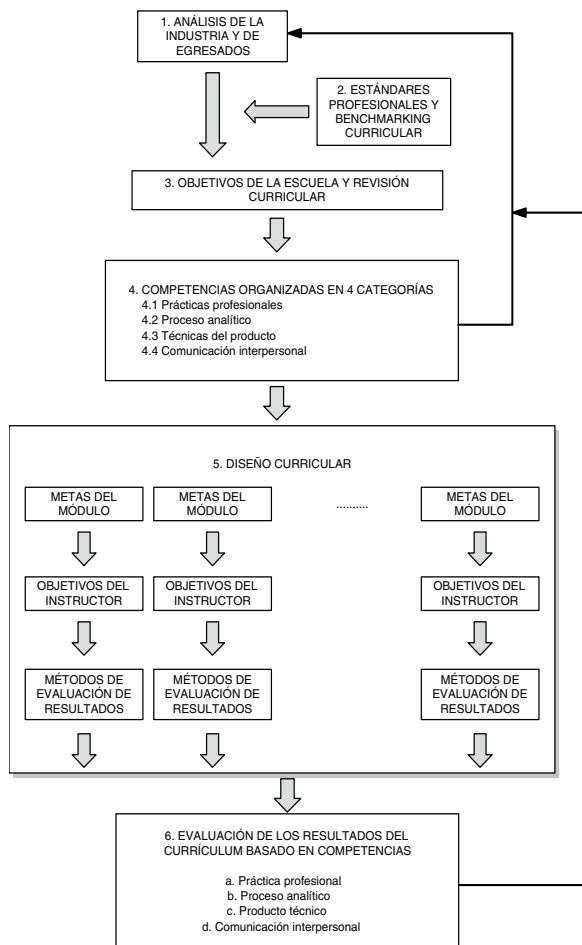 1. ANÁLISIS DE LA
INDUSTRIA Y DE
EGRESADOS
2. ESTÁNDARES
PROFESIONALES Y
BENCHMARKING
CURRICULAR
3. OBJETIVOS DE LA ESCUELA Y REVISIÓN
CURRICULAR
4. COMPETENCIAS ORGANIZADAS EN 4 CATEGORÍAS
4.1 Prácticas profesionales
4.2 Proceso analítico
4.3 Técnicas del producto
4.4 Comunicación interpersonal
5. DISEÑO CURRICULAR
METAS DEL
MÓDULO
METAS DEL
MÓDULO
..........
METAS DEL
MÓDULO
OBJETIVOS DEL
INSTRUCTOR
OBJETIVOS DEL
INSTRUCTOR
OBJETIVOS DEL
INSTRUCTOR
MÉTODOS DE
EVALUACIÓN DE
RESULTADOS
MÉTODOS DE
EVALUACIÓN DE
RESULTADOS
MÉTODOS DE
EVALUACIÓN DE
RESULTADOS
6. EVALUACIÓN DE LOS RESULTADOS DEL
CURRÍCULUM BASADO EN COMPETENCIAS
a. Práctica profesional
b. Proceso analítico
c. Producto técnico
d. Comunicación interpersonal